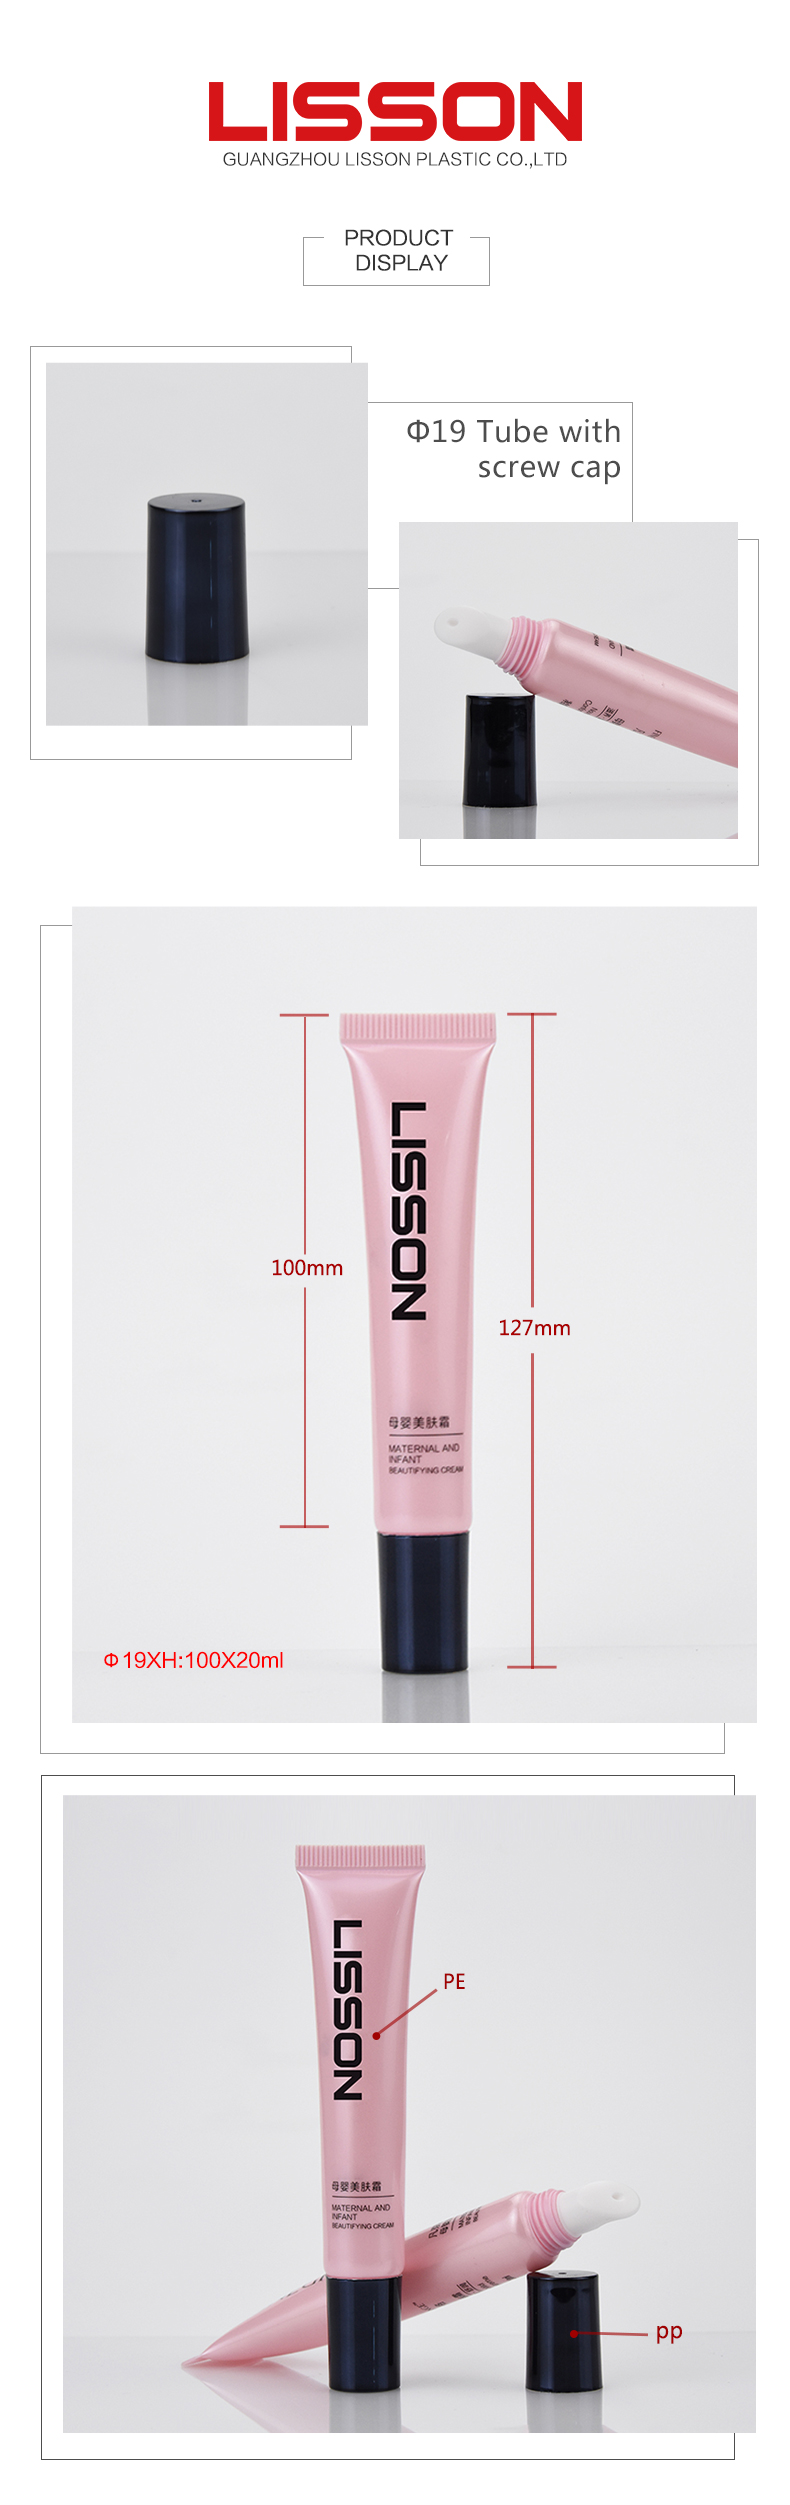 LISSON
GUANGZHOU LISSON PLASTIC CO.,LTD
PRODUCT
DISPLAY
Φ19 Tube with
screw cap
LISSON
100mm
127mm
母婴美肤霜
MATERNAL AND
INFANT
BEAUTIFYING CREAM
Φ19XH:100X20ml
LISSON
PE
母婴美肤霜
MATERNAL AND
INFANT
BEAUTIFYING CREAM
pp